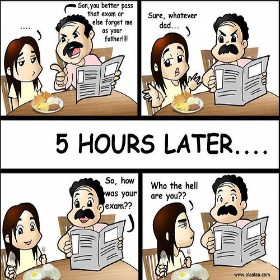 ....
Son,you better pass
that exam or
else forget me
as your
father!!!
Sure, whatever
dad...
5 HOURS LATER....
So, how
was your
exam??
Who the hell
are you??